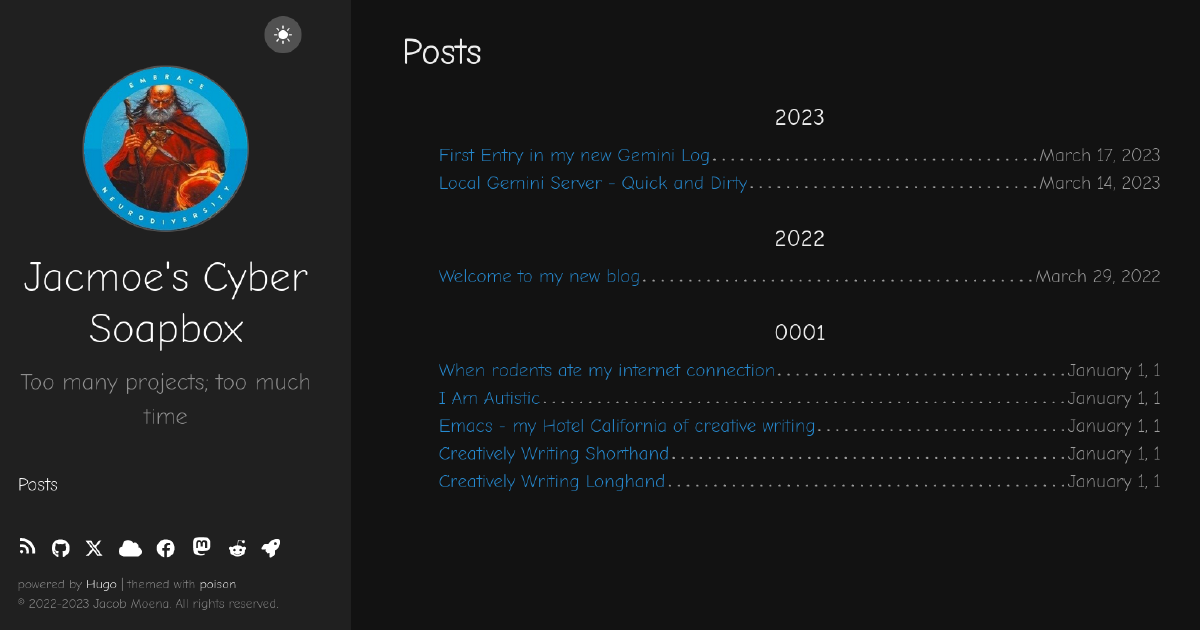 EMBRACE
NEURODIVERSITY
Jacmoe's Cyber
Soapbox
Too many projects; too much
time
Posts
powered by Hugo | themed with poison
© 2022-2023 Jacob Moena. All rights reserved.
Posts
2023
First Entry in my new Gemini Log March 17, 2023
Local Gemini Server - Quick and Dirty March 14, 2023
2022
Welcome to my new blog March 29, 2022
0001
When rodents ate my internet connection January 1, 1
I Am Autistic January 1, 1
Emacs - my Hotel California of creative writing January 1, 1
Creatively Writing Shorthand January 1, 1
Creatively Writing Longhand January 1, 1